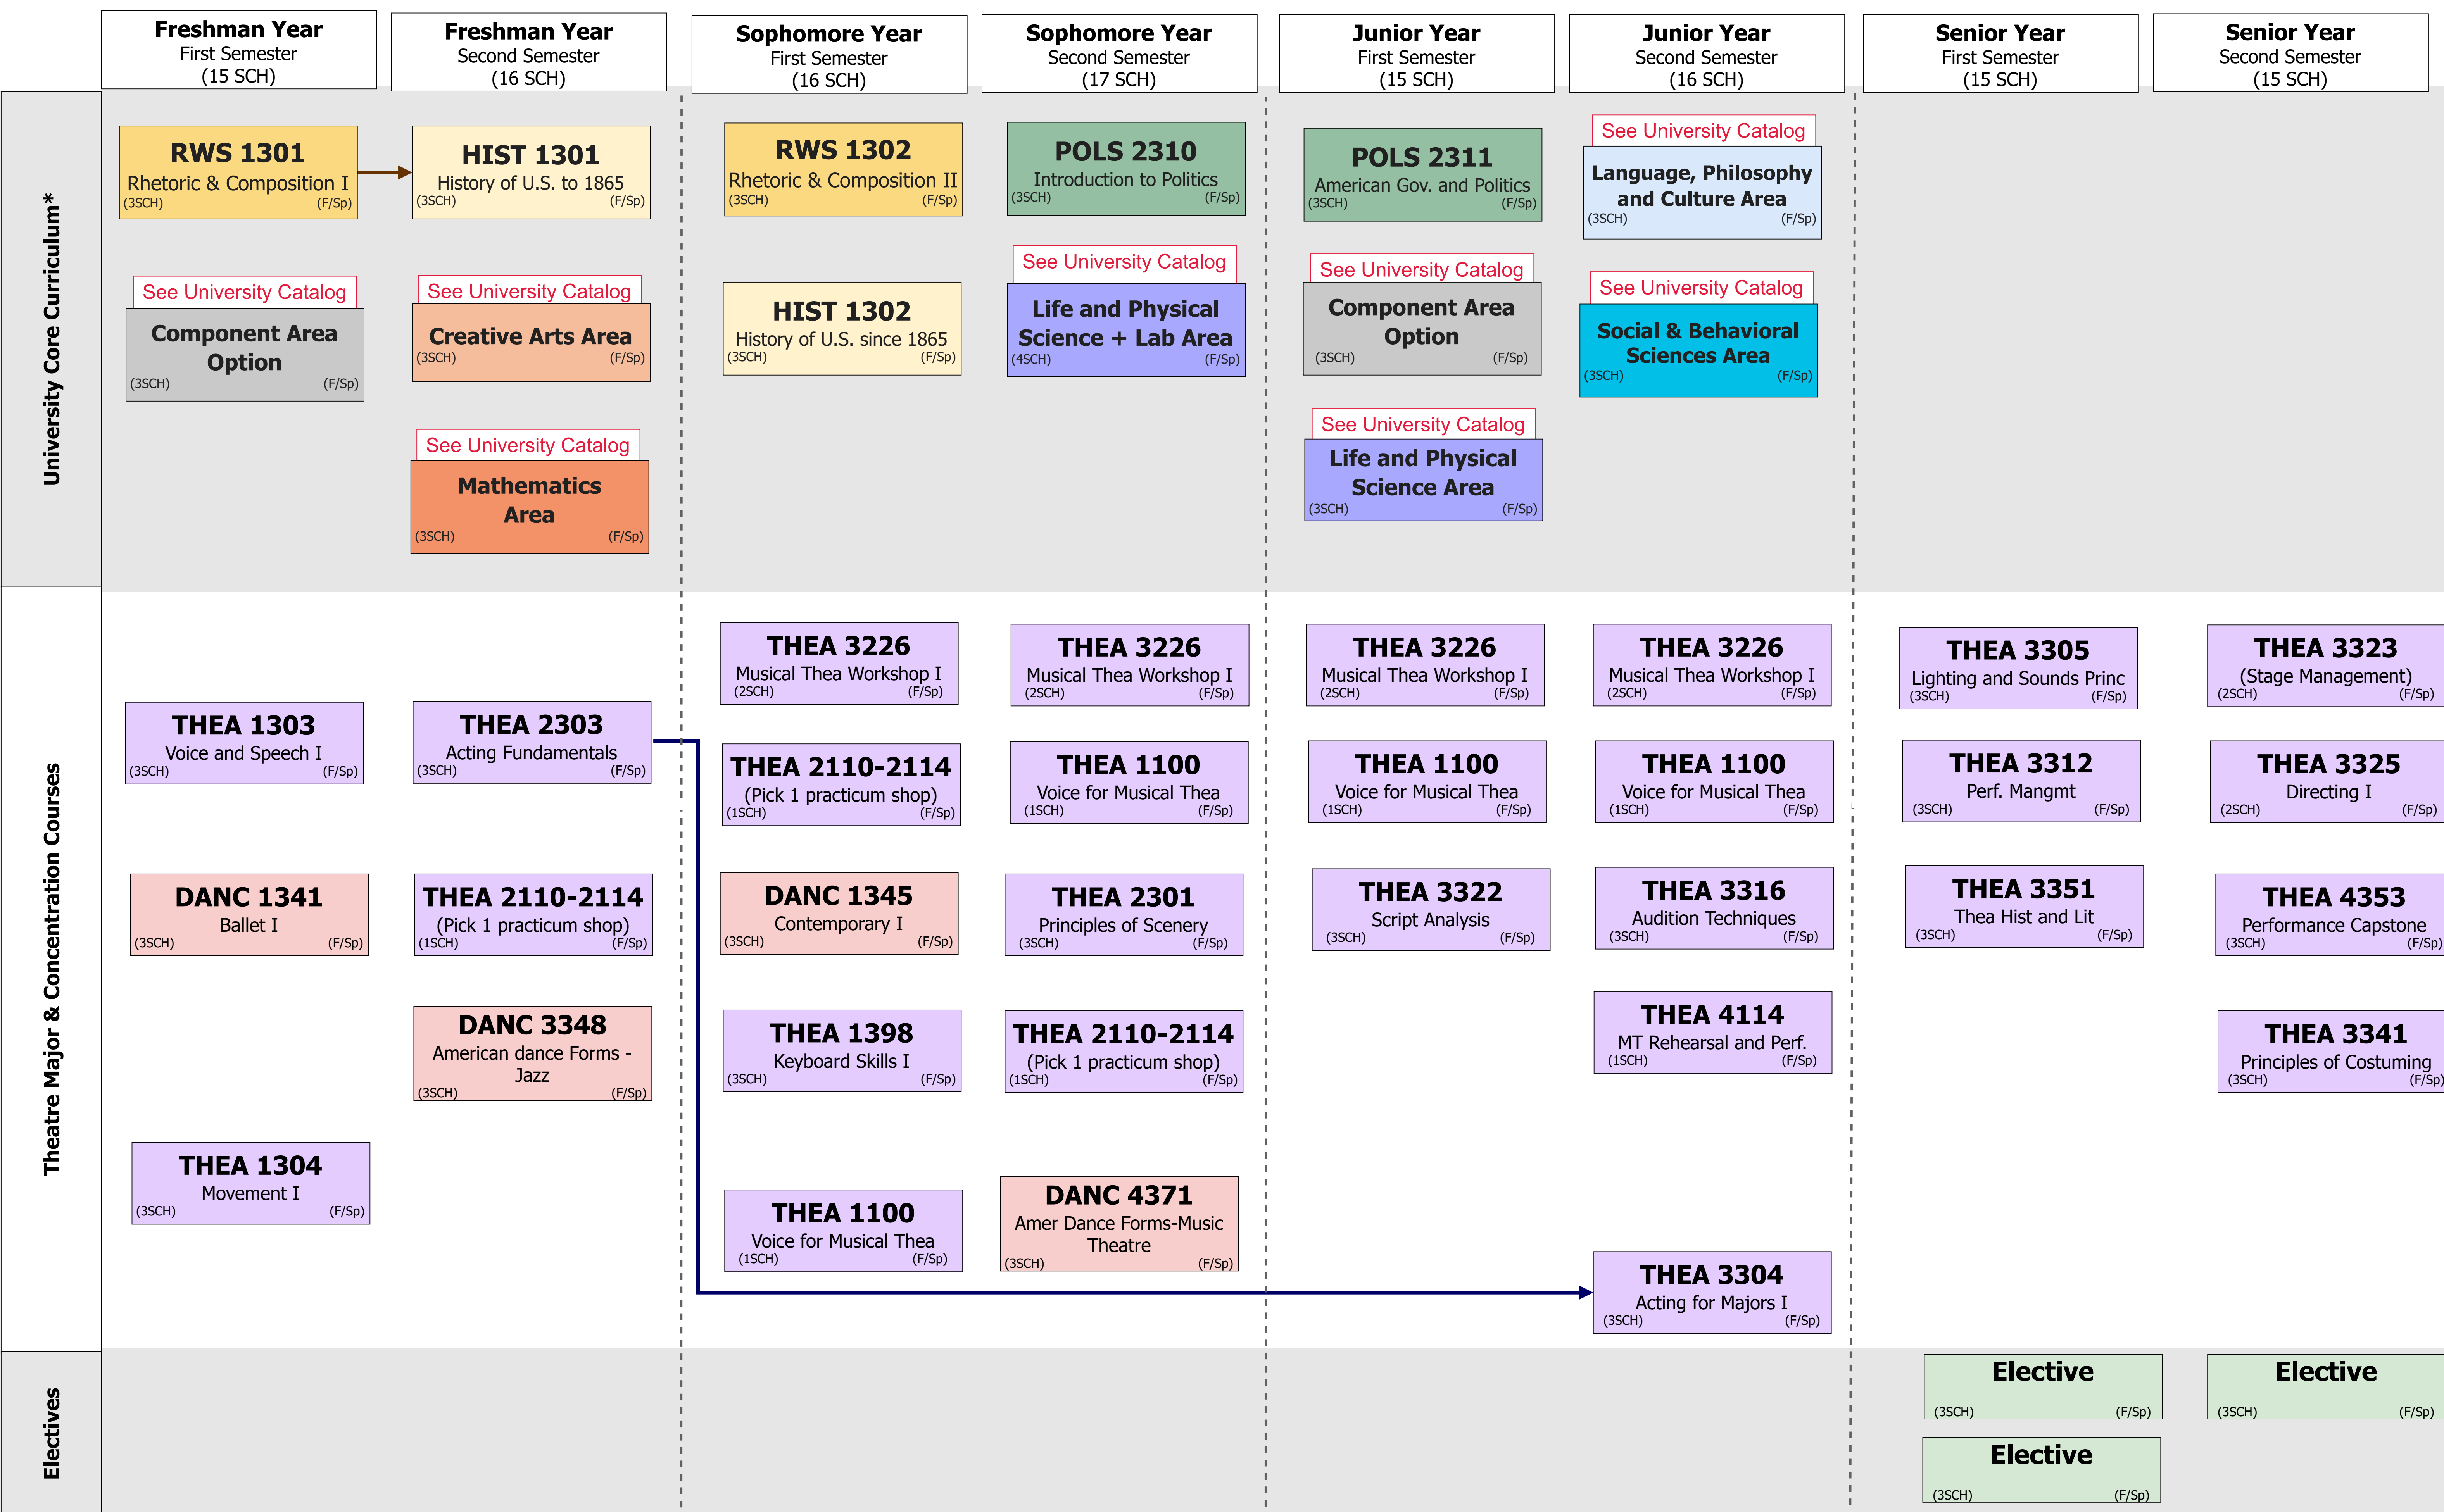 Freshman Year
First Semester
(15 SCH)
Freshman Year
Second Semester
(16 SCH)
Sophomore Year
First Semester
(16 SCH)
Sophomore Year
Second Semester
(17 SCH)
Junior Year
First Semester
(15 SCH)
Junior Year
Second Semester
(16 SCH)
Senior Year
First Semester
(15 SCH)
Senior Year
Second Semester
(15 SCH)
University Core Curriculum*
RWS 1301
Rhetoric & Composition I
(3SCH) (F/Sp)
HIST 1301
History of U.S. to 1865
(3SCH) (F/Sp)
RWS 1302
Rhetoric & Composition II
(3SCH) (F/Sp)
POLS 2310
Introduction to Politics
(3SCH) (F/Sp)
POLS 2311
American Gov. and Politics
(3SCH) (F/Sp)
See University Catalog
Language, Philosophy
and Culture Area
(3SCH) (F/Sp)
See University Catalog
Component Area
Option
(3SCH) (F/Sp)
See University Catalog
Creative Arts Area
(3SCH) (F/Sp)
HIST 1302
History of U.S. since 1865
(3SCH) (F/Sp)
See University Catalog
Life and Physical
Science + Lab Area
(4SCH) (F/Sp)
See University Catalog
Component Area
Option
(3SCH) (F/Sp)
See University Catalog
Social & Behavioral
Sciences Area
(3SCH) (F/Sp)
See University Catalog
Mathematics
Area
(3SCH) (F/Sp)
See University Catalog
Life and Physical
Science Area
(3SCH) (F/Sp)
Theatre Major & Concentration Courses
THEA 3226
Musical Thea Workshop I
(2SCH) (F/Sp)
THEA 3226
Musical Thea Workshop I
(2SCH) (F/Sp)
THEA 3226
Musical Thea Workshop I
(2SCH) (F/Sp)
THEA 3226
Musical Thea Workshop I
(2SCH) (F/Sp)
THEA 3305
Lighting and Sounds Princ
(3SCH) (F/Sp)
THEA 3323
(Stage Management)
(2SCH) (F/Sp)
THEA 1303
Voice and Speech I
(3SCH) (F/Sp)
THEA 2303
Acting Fundamentals
(3SCH) (F/Sp)
THEA 2110-2114
(Pick 1 practicum shop)
(1SCH) (F/Sp)
THEA 1100
Voice for Musical Thea
(1SCH) (F/Sp)
THEA 1100
Voice for Musical Thea
(1SCH) (F/Sp)
THEA 1100
Voice for Musical Thea
(1SCH) (F/Sp)
THEA 3312
Perf. Mangmt
(3SCH) (F/Sp)
THEA 3325
Directing I
(2SCH) (F/Sp)
DANC 1341
Ballet I
(3SCH) (F/Sp)
THEA 2110-2114
(Pick 1 practicum shop)
(1SCH) (F/Sp)
DANC 1345
Contemporary I
(3SCH) (F/Sp)
THEA 2301
Principles of Scenery
(3SCH) (F/Sp)
THEA 3322
Script Analysis
(3SCH) (F/Sp)
THEA 3316
Audition Techniques
(3SCH) (F/Sp)
THEA 3351
Thea Hist and Lit
(3SCH) (F/Sp)
THEA 4353
Performance Capstone
(3SCH) (F/Sp)
DANC 3348
American dance Forms -
Jazz
(3SCH) (F/Sp)
THEA 1398
Keyboard Skills I
(3SCH) (F/Sp)
THEA 2110-2114
(Pick 1 practicum shop)
(1SCH) (F/Sp)
THEA 4114
MT Rehearsal and Perf.
(1SCH) (F/Sp)
THEA 3341
Principles of Costuming
(3SCH) (F/Sp)
THEA 1304
Movement I
(3SCH) (F/Sp)
THEA 1100
Voice for Musical Thea
(1SCH) (F/Sp)
DANC 4371
Amer Dance Forms-Music
Theatre
(3SCH) (F/Sp)
THEA 3304
Acting for Majors I
(3SCH) (F/Sp)
Electives
Elective
(3SCH) (F/Sp)
Elective
(3SCH) (F/Sp)
Elective
(3SCH) (F/Sp)